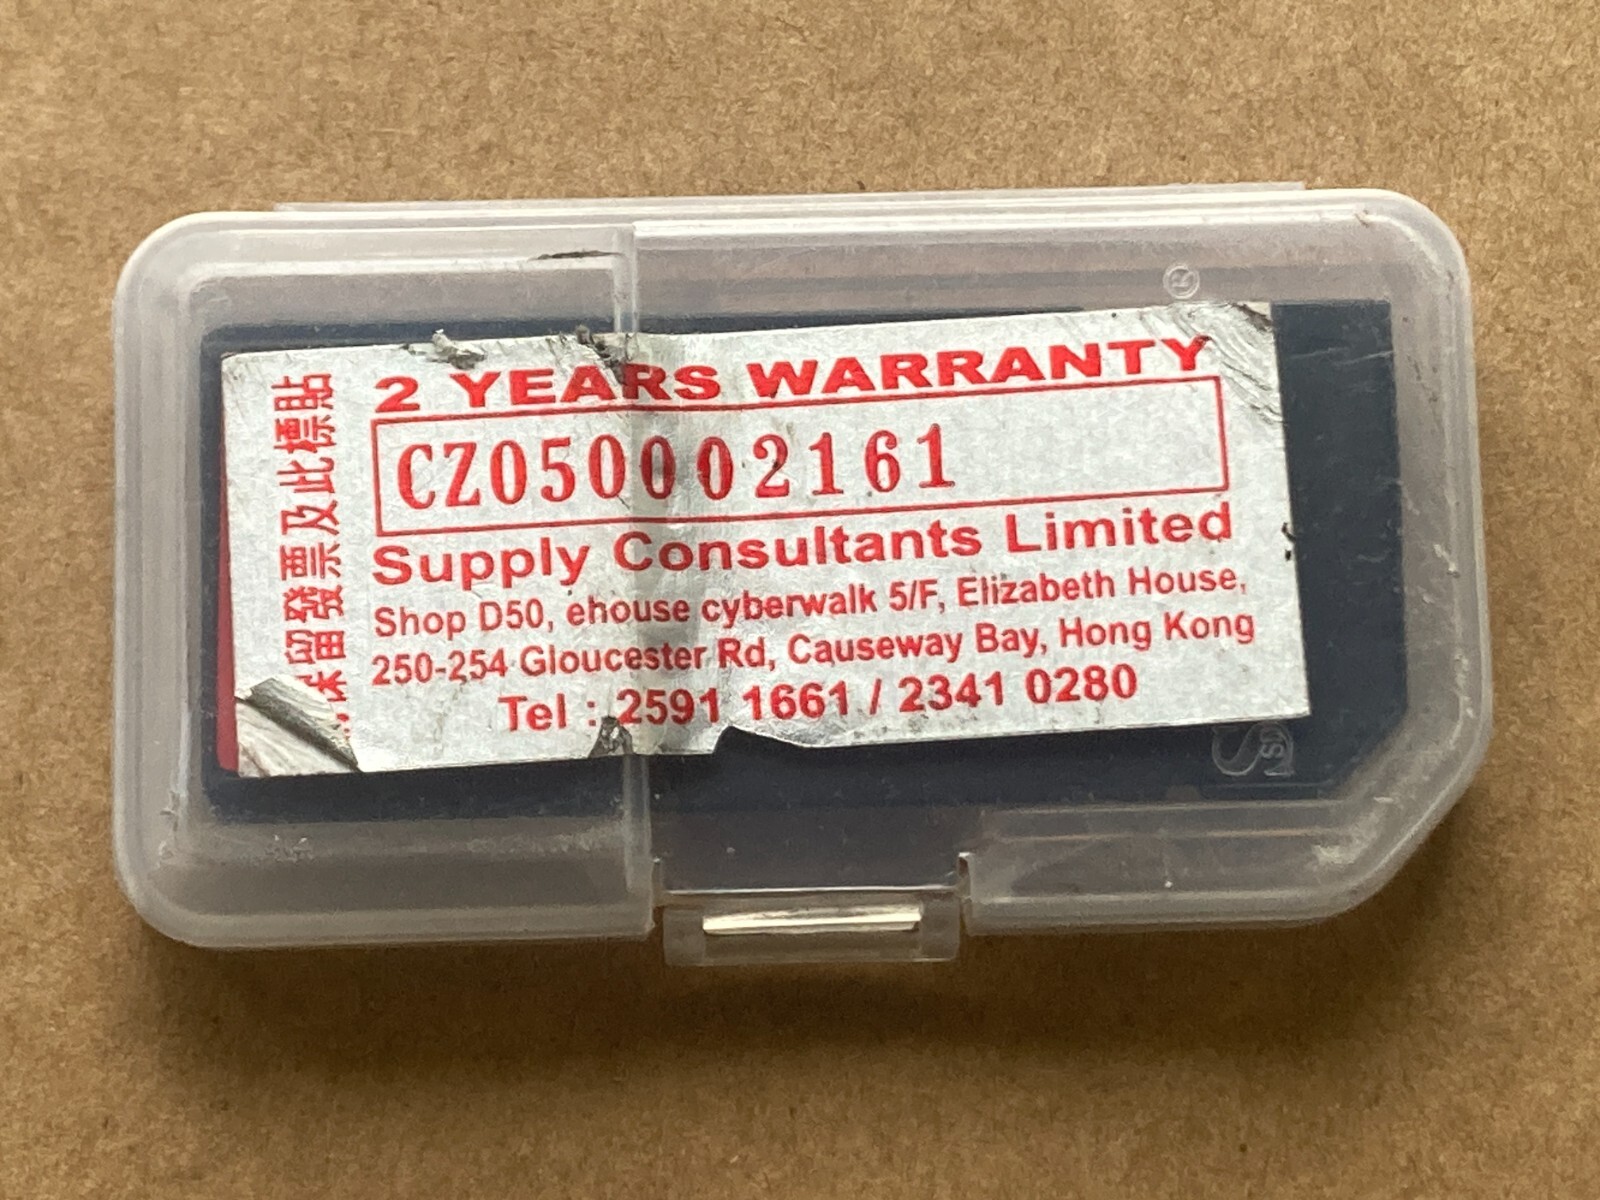 2 YEARS WARRANTY
CZ050002161
Supply Consultants Limited
Shop D50, ehouse cyberwalk 5/F, Elizabeth House,
250-254 Gloucester Rd, Causeway Bay, Hong Kong
Tel : 2591 1661 / 2341 0280
保留發票及此標貼
®